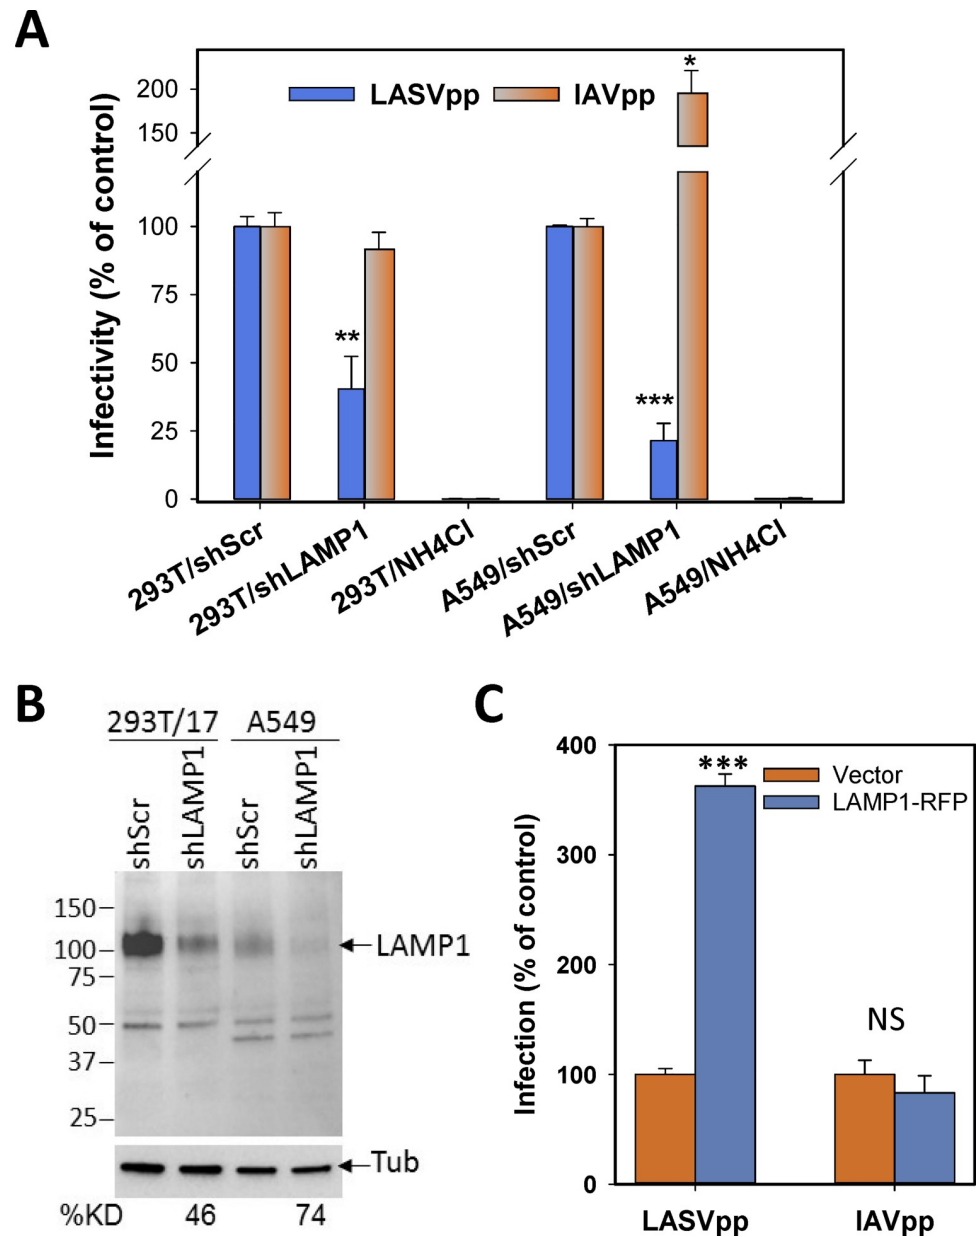 A
Infectivity (% of control)
200
150
100
75
50
25
0
LASVpp
IAVpp
*
**
***
293T/shScr
293T/shLAMP1
293T/NH4Cl
A549/shScr
A549/shLAMP1
A549/NH4Cl
B
293T/17
A549
shScr
shLAMP1
shScr
shLAMP1
150
100
75
50
37
25
LAMP1
Tub
%KD 46 74
C
Infection (% of control)
400
300
200
100
0
***
Vector
LAMP1-RFP
NS
LASVpp
IAVpp